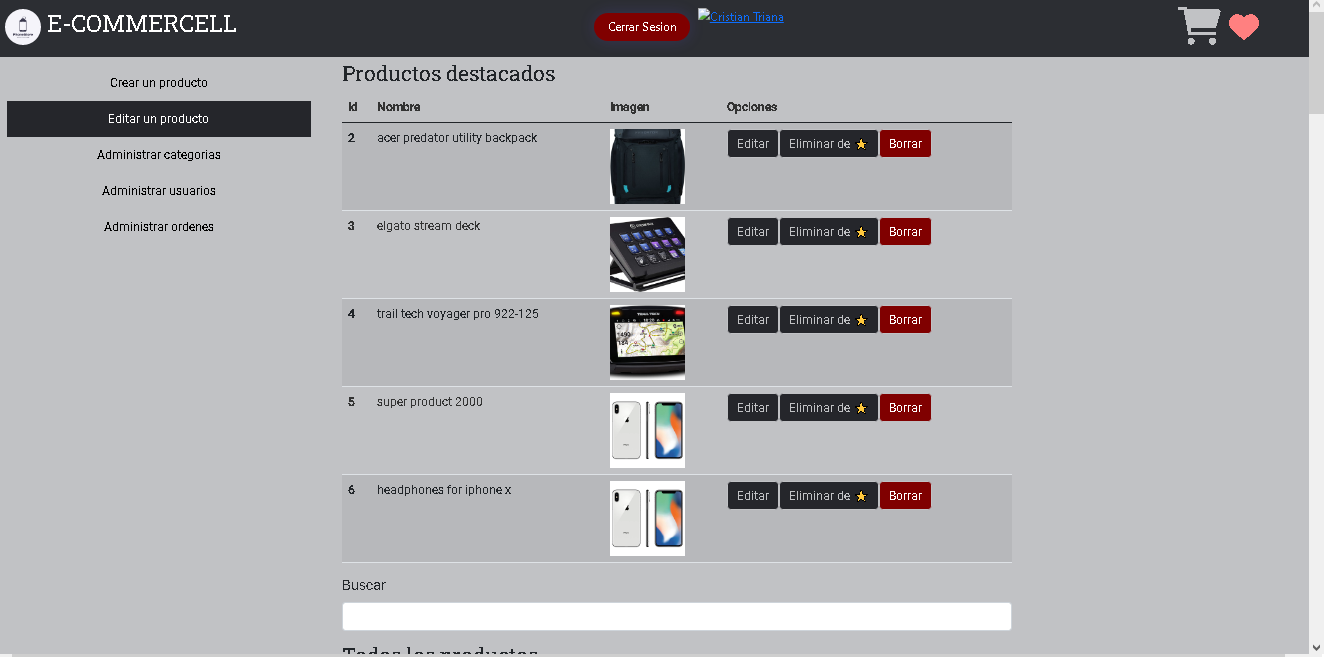 E-COMMERCELL
Cerrar Sesion
Cristian Triana
Crear un producto
Editar un producto
Administrar categorias
Administrar usuarios
Administrar ordenes
Productos destacados
Id Nombre Imagen Opciones
2 acer predator utility backpack Editar Eliminar de ⭐ Borrar
3 elgato stream deck Editar Eliminar de ⭐ Borrar
4 trail tech voyager pro 922-125 Editar Eliminar de ⭐ Borrar
5 super product 2000 Editar Eliminar de ⭐ Borrar
6 headphones for iphone x Editar Eliminar de ⭐ Borrar
Buscar
Todos los productos